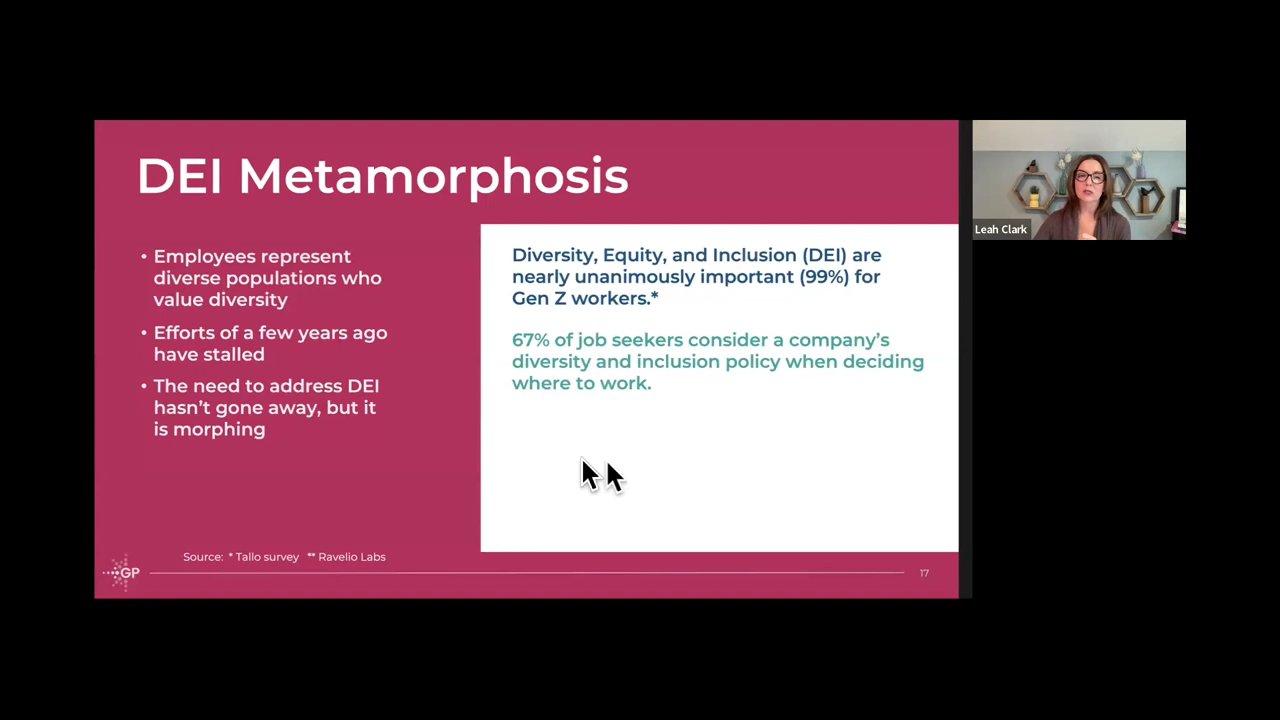 DEI Metamorphosis
• Employees represent
diverse populations who
value diversity
• Efforts of a few years ago
have stalled
• The need to address DEI
hasn’t gone away, but it
is morphing
Diversity, Equity, and Inclusion (DEI) are
nearly unanimously important (99%) for
Gen Z workers.*
67% of job seekers consider a company’s
diversity and inclusion policy when deciding
where to work.
Source: * Tallo survey ** Ravelio Labs
GP
17
Leah Clark